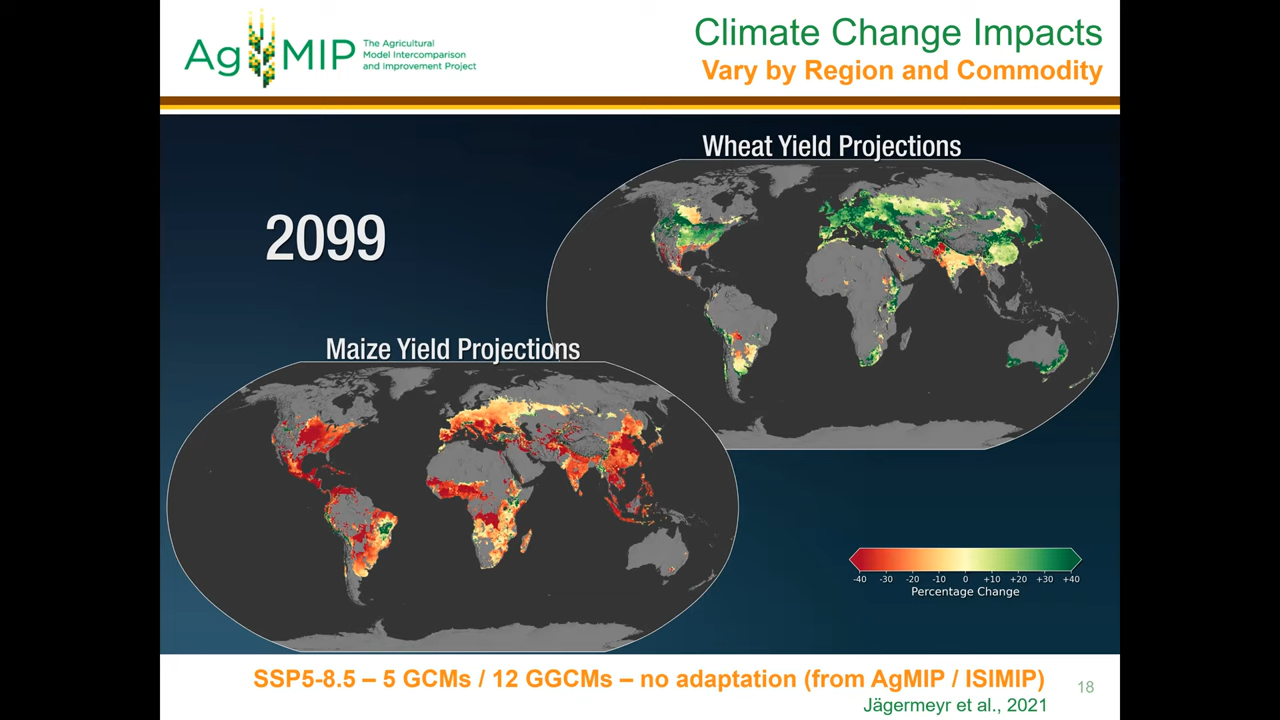 AgMIP
The Agricultural
Model Intercomparison
and Improvement Project
Climate Change Impacts
Vary by Region and Commodity
Wheat Yield Projections
2099
Maize Yield Projections
-40 -30 -20 -10 0 +10 +20 +30 +40
Percentage Change
SSP5-8.5 – 5 GCMs / 12 GGCMs – no adaptation (from AgMIP / ISIMIP)
18
Jägermeyr et al., 2021